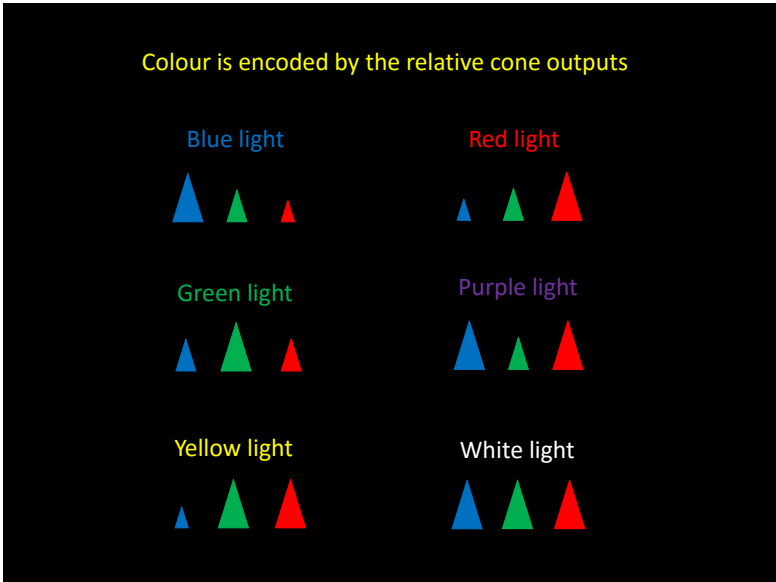 Colour is encoded by the relative cone outputs
Blue light
Red light
Green light
Purple light
Yellow light
White light